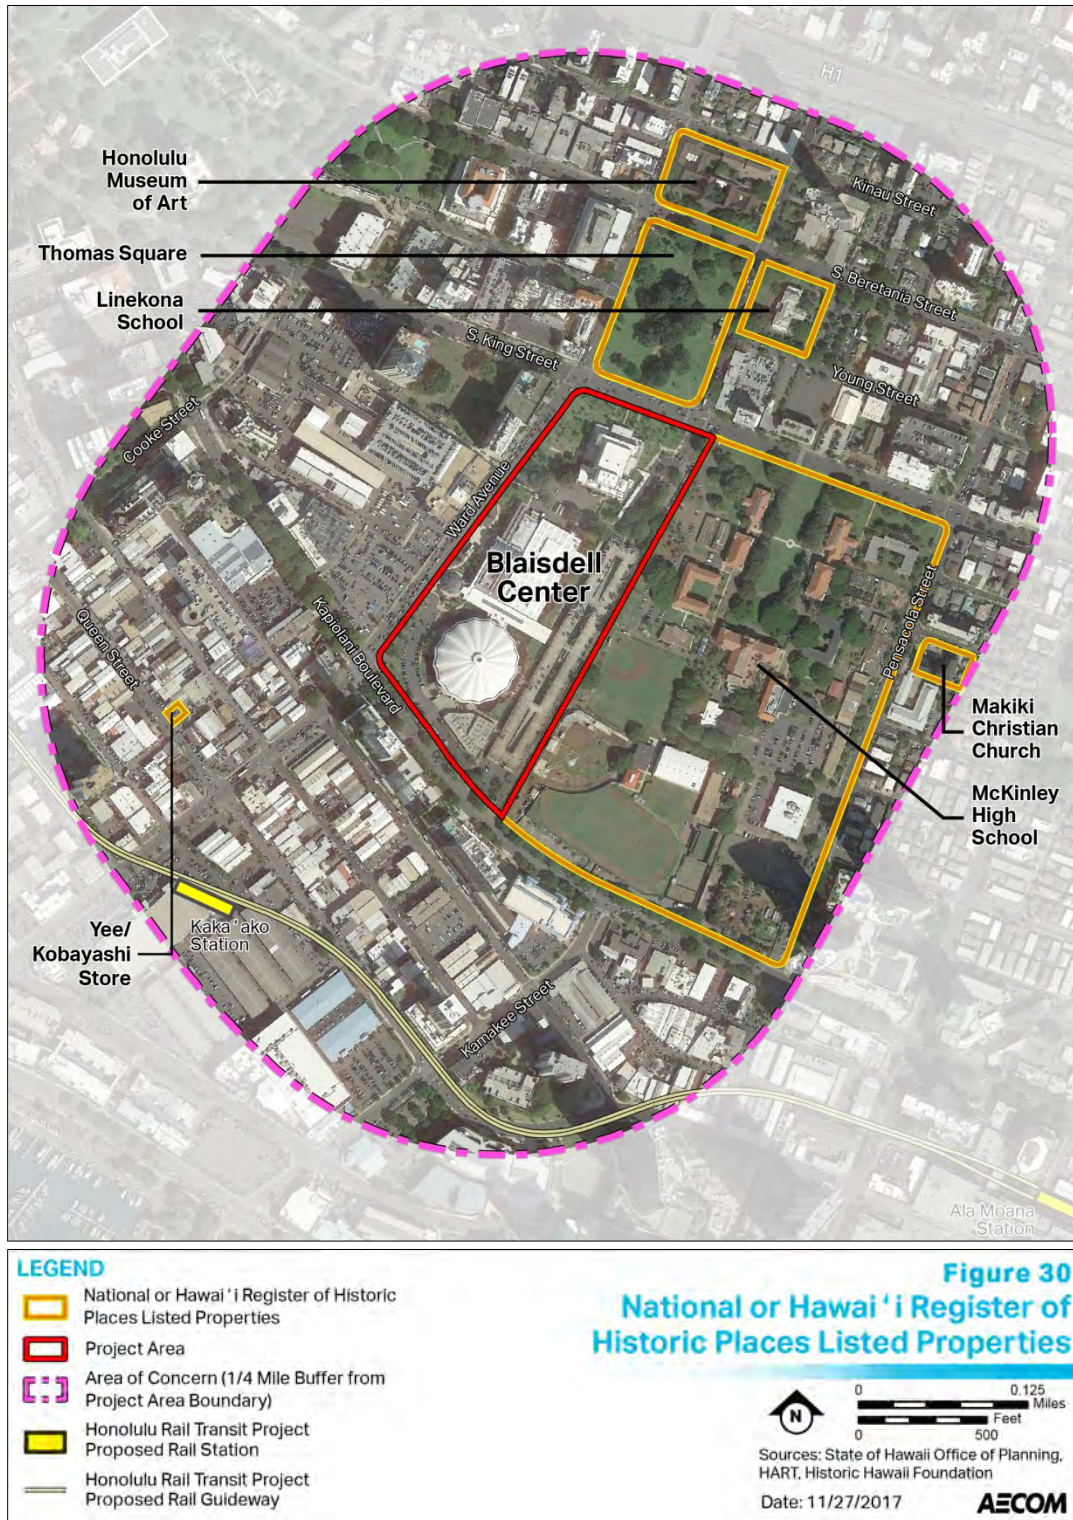 H1
Honolulu
Museum
of Art
Kinau Street
Thomas Square
S. Beretania Street
Linekona
School
S. King Street
Young Street
Cooke Street
Ward Avenue
Blaisdell
Center
Pensacola Street
Queen Street
Kapiolani Boulevard
Makiki
Christian
Church
McKinley
High
School
Yee/
Kobayashi
Store
Kaka‘ako
Station
Kamakee Street
Ala Moana
Station
LEGEND
National or Hawai‘i Register of Historic
Places Listed Properties
Project Area
Area of Concern (1/4 Mile Buffer from
Project Area Boundary)
Honolulu Rail Transit Project
Proposed Rail Station
Honolulu Rail Transit Project
Proposed Rail Guideway
Figure 30
National or Hawai‘i Register of
Historic Places Listed Properties
N
0 0.125
Miles
Feet
0 500
Sources: State of Hawaii Office of Planning,
HART, Historic Hawaii Foundation
Date: 11/27/2017
AECOM